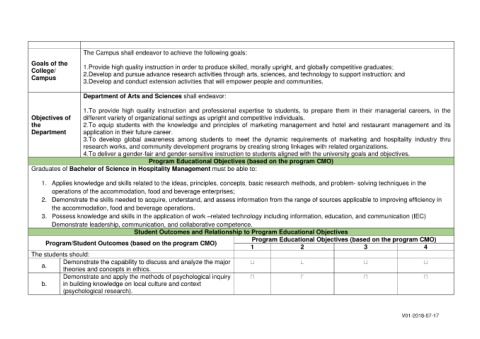 The Campus shall endeavor to achieve the following goals:
Goals of the
College/
Campus
1.Provide high quality instruction in order to produce skilled, morally upright, and globally competitive graduates;
2.Develop and pursue advance research activities through arts, sciences, and technology to support instruction; and
3.Develop and conduct extension activities that will empower people and communities.
Objectives of
the
Department
Department of Arts and Sciences shall endeavor:
1.To provide high quality instruction and professional expertise to students, to prepare them in their managerial careers, in the
different variety of organizational settings as upright and competitive individuals.
2.To equip students with the knowledge and principles of marketing management and hotel and restaurant management and its
application in their future career.
3.To develop global awareness among students to meet the dynamic requirements of marketing and hospitality industry thru
research works, and community development programs by creating strong linkages with related organizations.
4.To deliver a gender-fair and gender-sensitive instruction to students aligned with the university goals and objectives.
Program Educational Objectives (based on the program CMO)
Graduates of Bachelor of Science in Hospitality Management must be able to:
1. Applies knowledge and skills related to the ideas, principles, concepts, basic research methods, and problem- solving techniques in the
operations of the accommodation, food and beverage enterprises;
2. Demonstrate the skills needed to acquire, understand, and assess information from the range of sources applicable to improving efficiency in
the accommodation, food and beverage operations.
3. Possess knowledge and skills in the application of work –related technology including information, education, and communication (IEC)
Demonstrate leadership, communication, and collaborative competence.
Student Outcomes and Relationship to Program Educational Objectives
Program/Student Outcomes (based on the program CMO)
Program Educational Objectives (based on the program CMO)
1 2 3 4
The students should:
a. Demonstrate the capability to discuss and analyze the major
theories and concepts in ethics.
b. Demonstrate and apply the methods of psychological inquiry
in building knowledge on local culture and context
(psychological research).
V01-2018-07-17